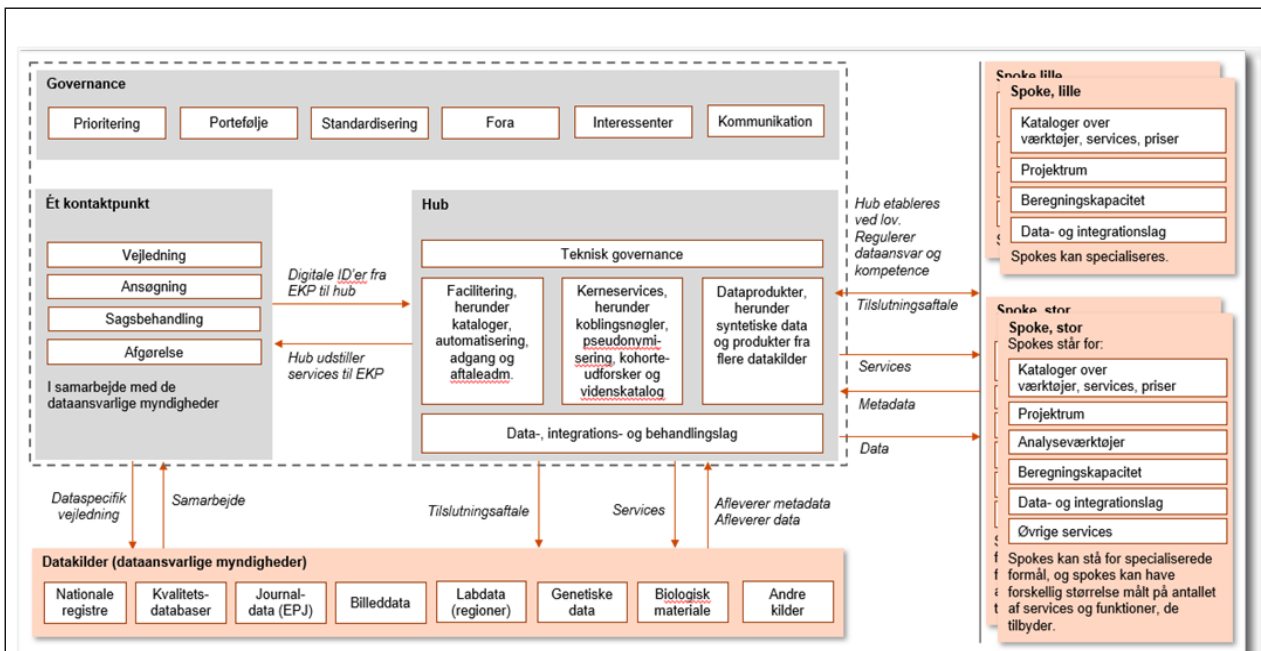 Governance
Prioritering
Portefølje
Standardisering
Fora
Interessenter
Kommunikation
Ét kontaktpunkt
Vejledning
Ansøgning
Sagsbehandling
Afgørelse
I samarbejde med de
dataansvarlige myndigheder
Digitale ID'er fra
EKP til hub
Hub udstiller
services til EKP
Hub
Teknisk governance
Facilitering,
herunder
kataloger,
automatisering,
adgang og
aftaleadm.
Kerneservices,
herunder
koblingsnøgler,
pseudonymi-
sering, kohorte-
udforsker og
videnskatalog
Dataprodukter,
herunder
syntetiske data
og produkter fra
flere datakilder
Data-, integrations- og behandlingslag
Hub etableres
ved lov.
Regulerer
dataansvar og
kompetence
Tilslutningsaftale
Services
Metadata
Data
Dataspecifik
vejledning
Samarbejde
Tilslutningsaftale
Services
Afleverer metadata
Afleverer data
Datakilder (dataansvarlige myndigheder)
Nationale
registre
Kvalitets-
databaser
Journal-
data (EPJ)
Billeddata
Labdata
(regioner)
Genetiske
data
Biologisk
materiale
Andre
kilder
Spoke lille
Spoke, lille
Kataloger over
værktøjer, services, priser
Projektrum
Beregningskapacitet
Data- og integrationslag
Spokes kan specialiseres.
Spoke, stor
Spoke, stor
Spokes står for:
Kataloger over
værktøjer, services, priser
Projektrum
Analyseværktøjer
Beregningskapacitet
Data- og integrationslag
Øvrige services
Spokes kan stå for specialiserede
formål, og spokes kan have
forskellig størrelse målt på antallet
af services og funktioner, de
tilbyder.